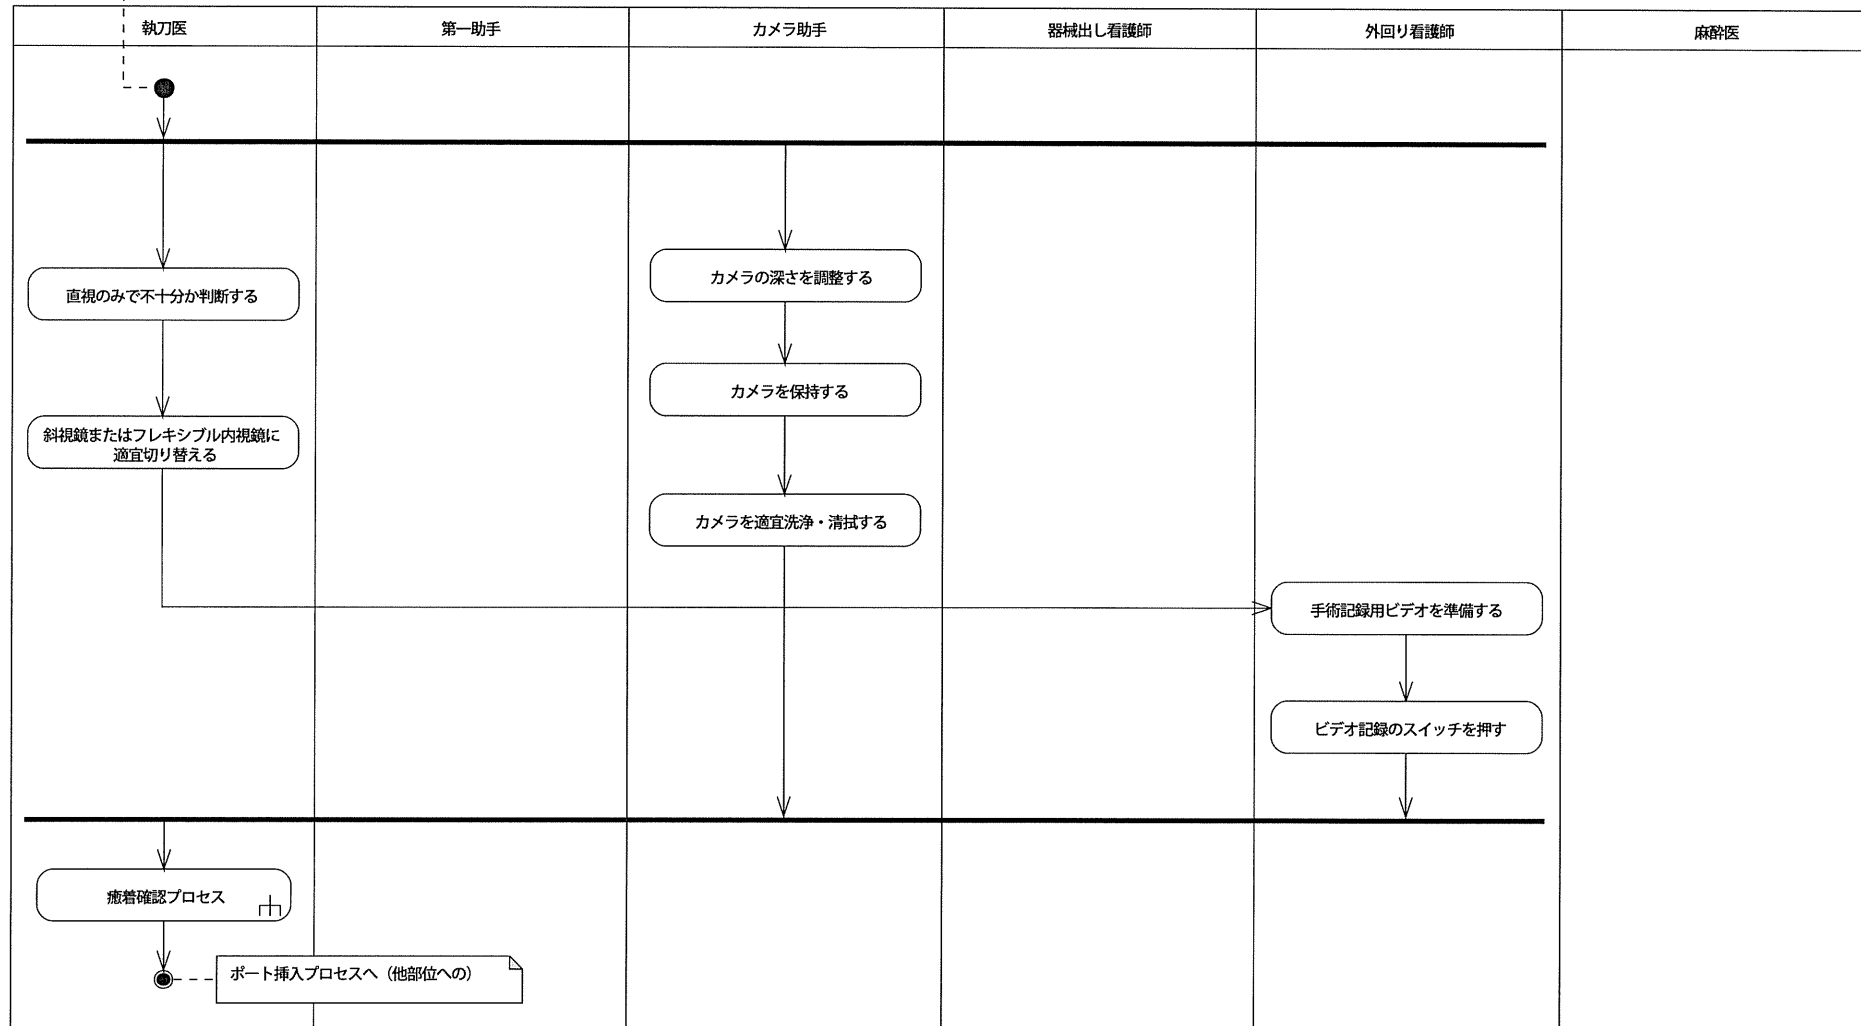 執刀医
第一助手
カメラ助手
器械出し看護師
外回り看護師
麻酔医
直視のみで不十分か判断する
カメラの深さを調整する
カメラを保持する
斜視鏡またはフレキシブル内視鏡に
適宜切り替える
カメラを適宜洗浄・清拭する
手術記録用ビデオを準備する
ビデオ記録のスイッチを押す
癒着確認プロセス
ポート挿入プロセスへ（他部位への）